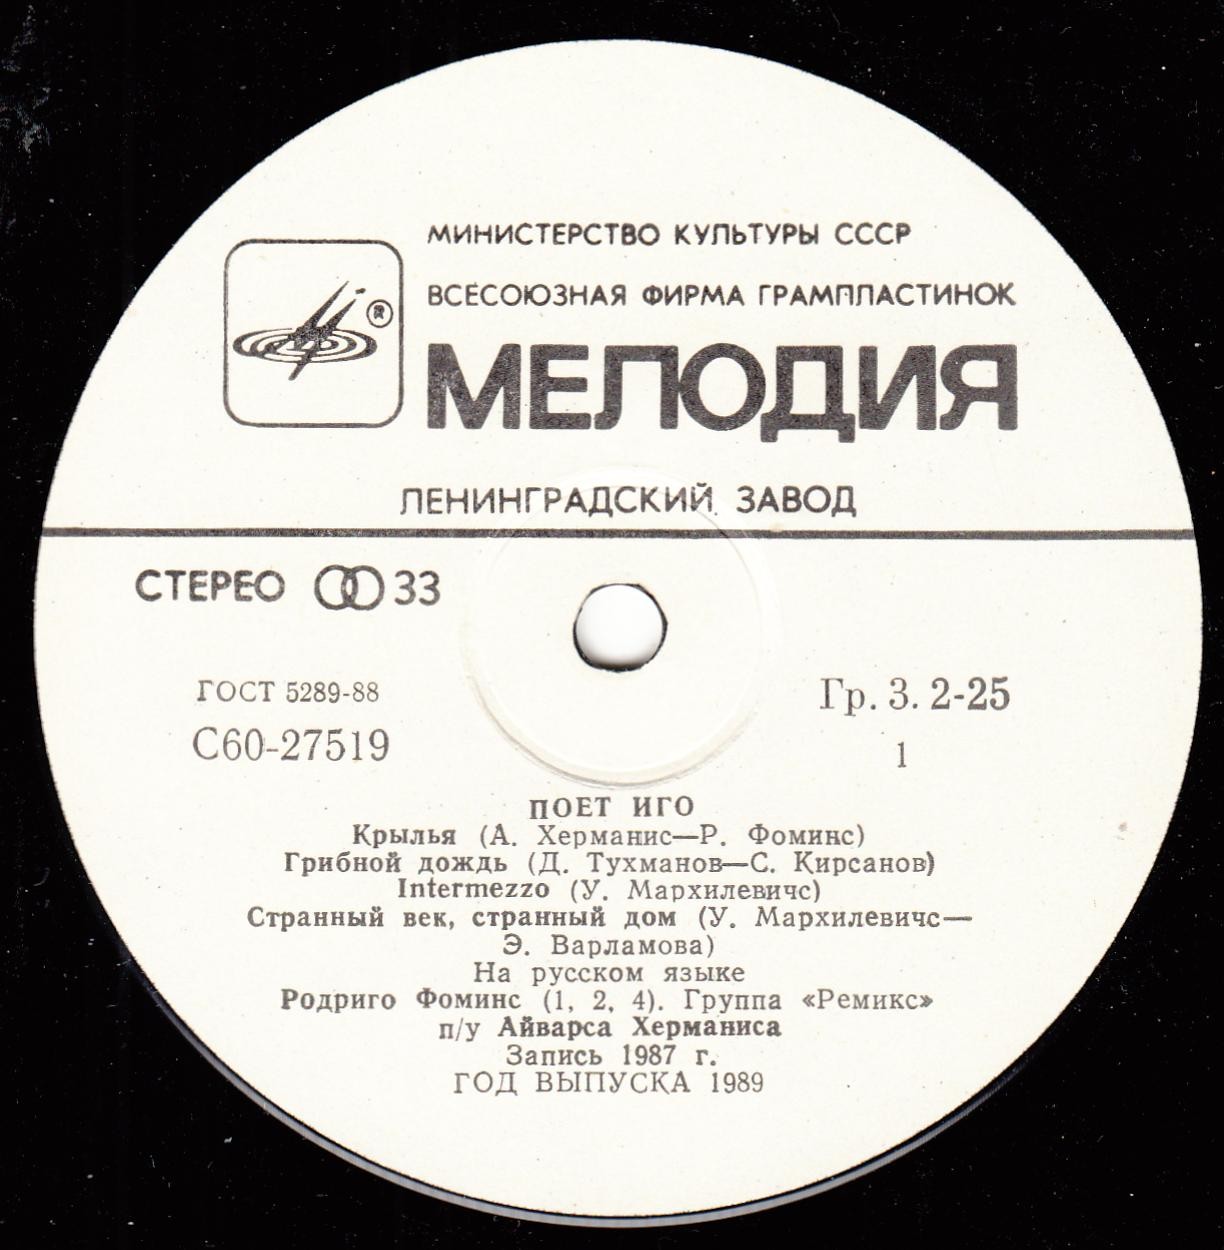 МИНИСТЕРСТВО КУЛЬТУРЫ СССР
ВСЕСОЮЗНАЯ ФИРМА ГРАМПЛАСТИНОК
®
МЕЛОДИЯ
ЛЕНИНГРАДСКИЙ ЗАВОД
СТЕРЕО 33
ГОСТ 5289-88
Гр. 3. 2-25
С60-27519
1
ПОЕТ ИГО
Крылья (А. Херманис—Р. Фоминс)
Грибной дождь (Д. Тухманов—С. Кирсанов)
Intermezzo (У. Мархилевичс)
Странный век, странный дом (У. Мархилевичс—
Э. Варламова)
На русском языке
Родриго Фоминс (1, 2, 4). Группа «Ремикс»
п/у Айварса Херманиса
Запись 1987 г.
ГОД ВЫПУСКА 1989